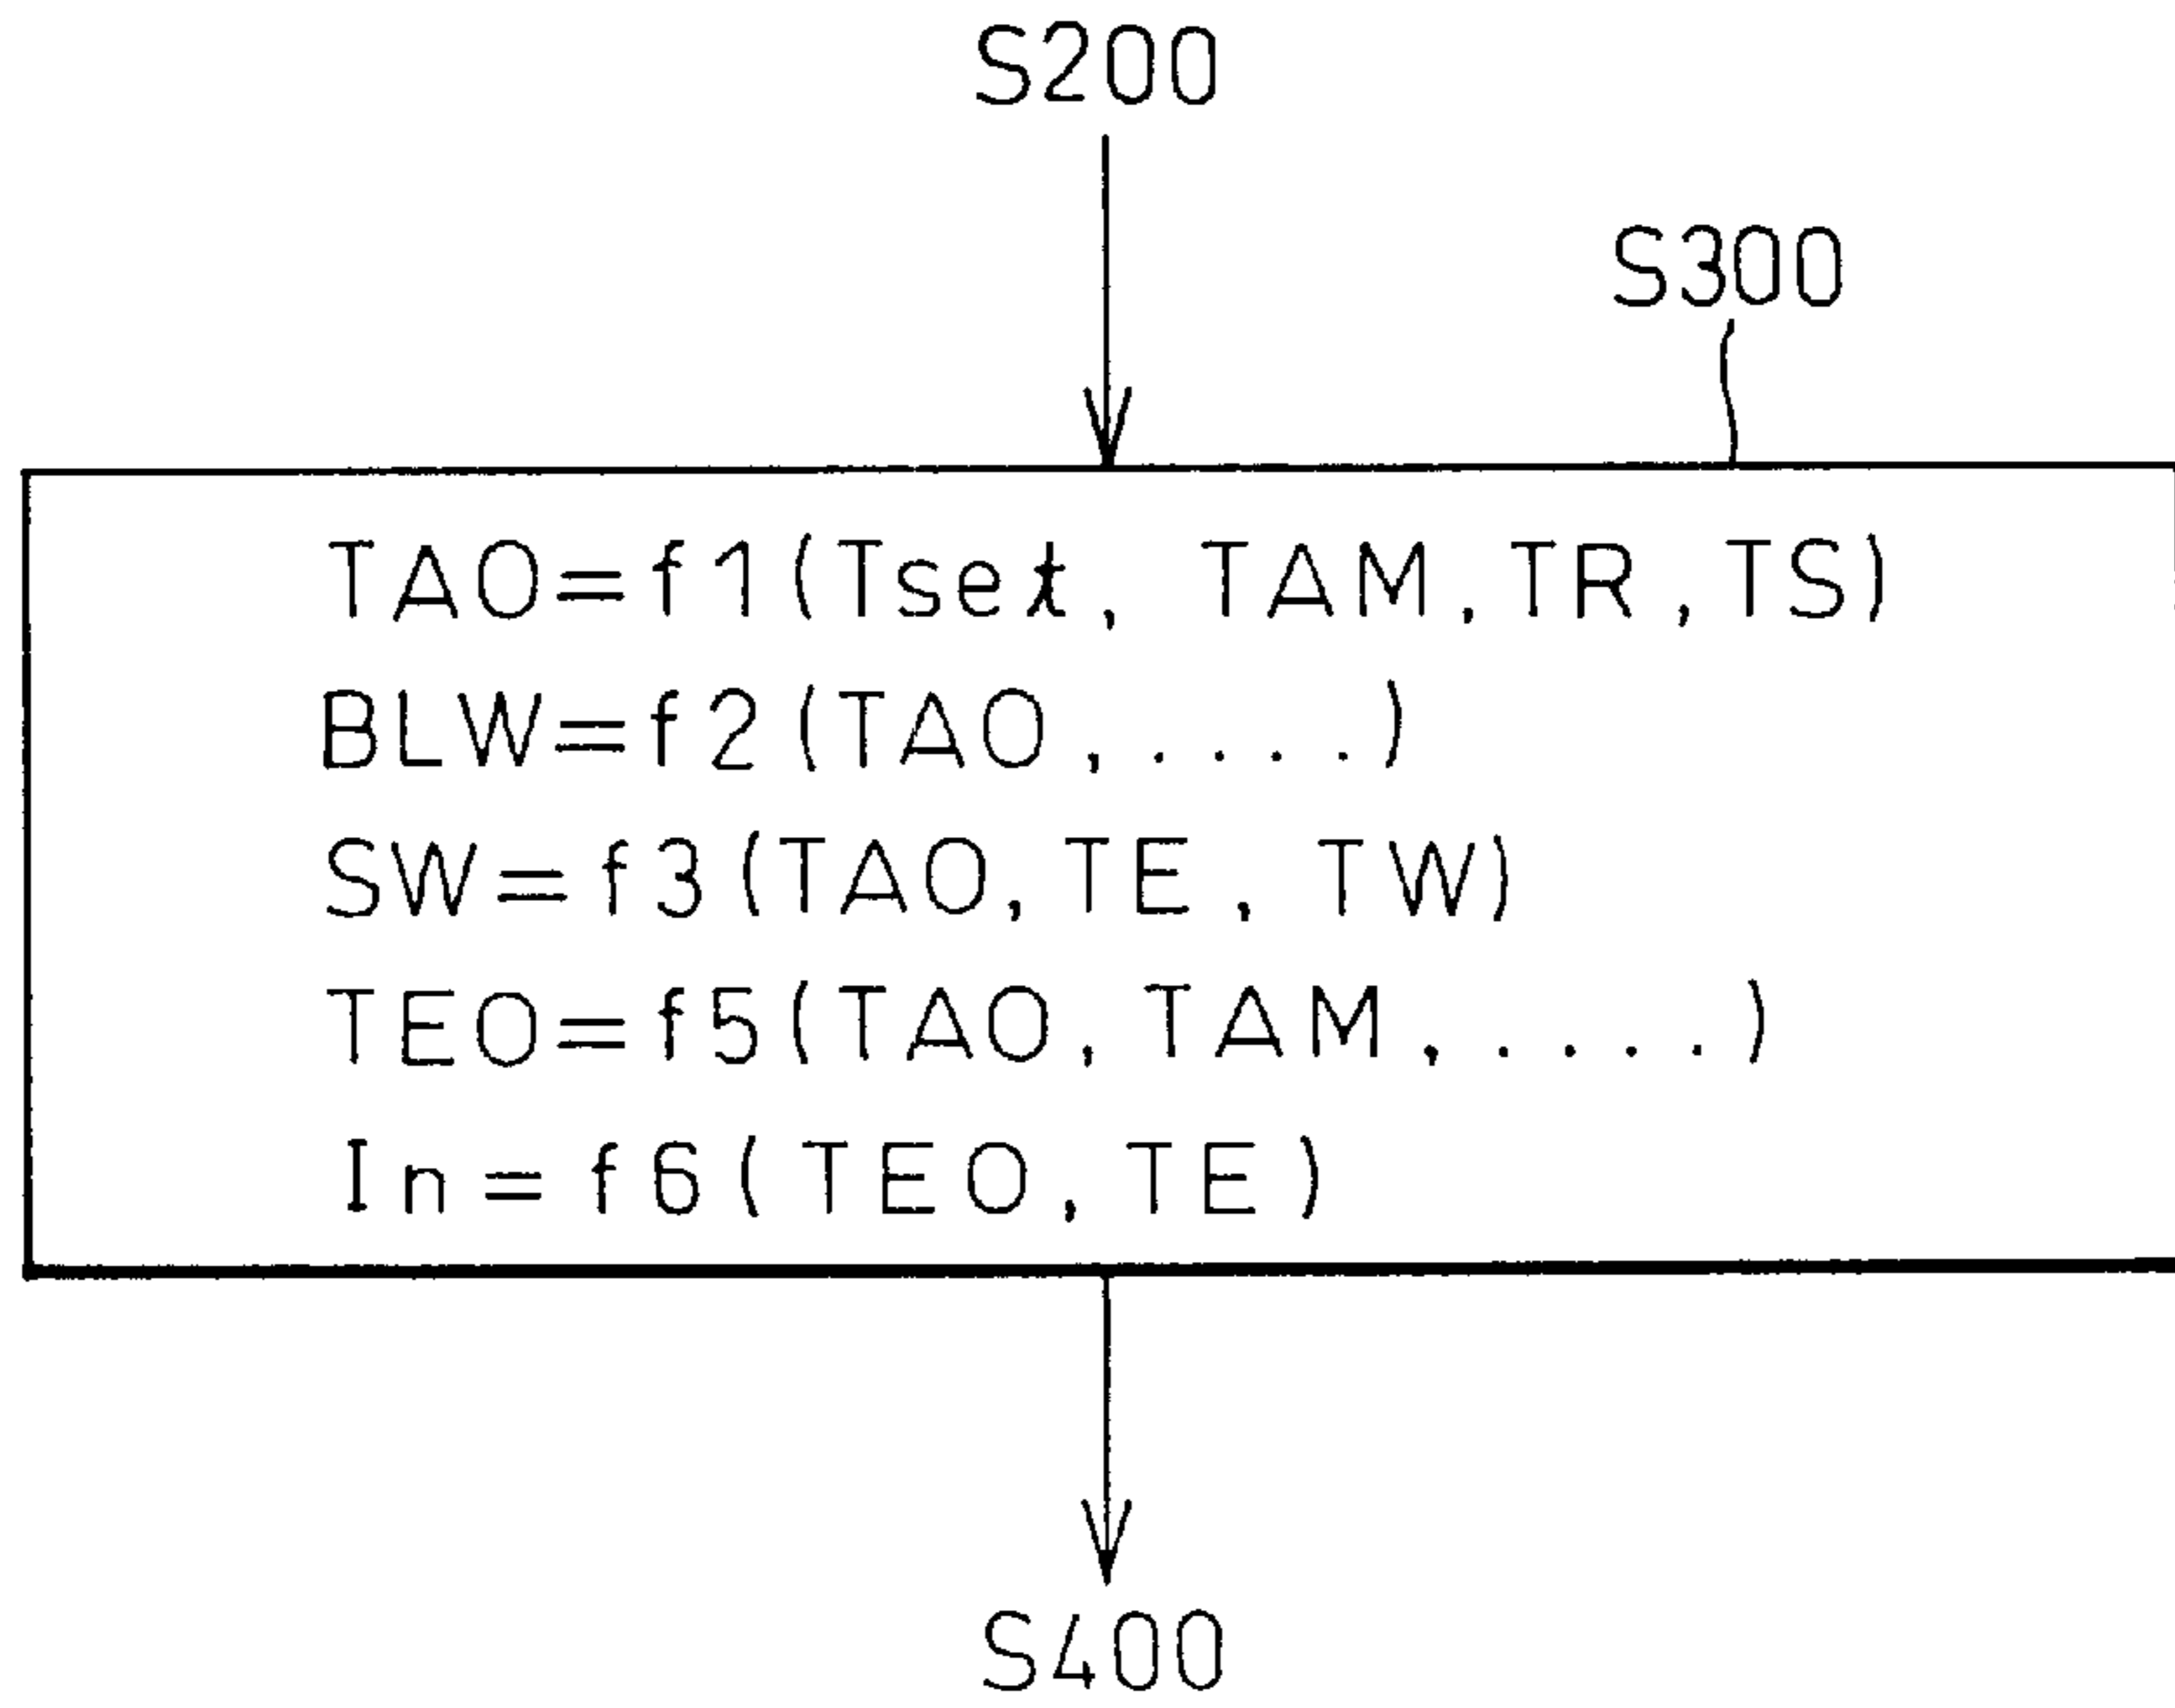 S200
S300
TAO=f1(Tset, TAM,TR,TS)
BLW=f2(TAO,....)
SW=f3(TAO,TE, TW)
TEO=f5(TAO,TAM,....)
In=f6(TEO,TE)
S400